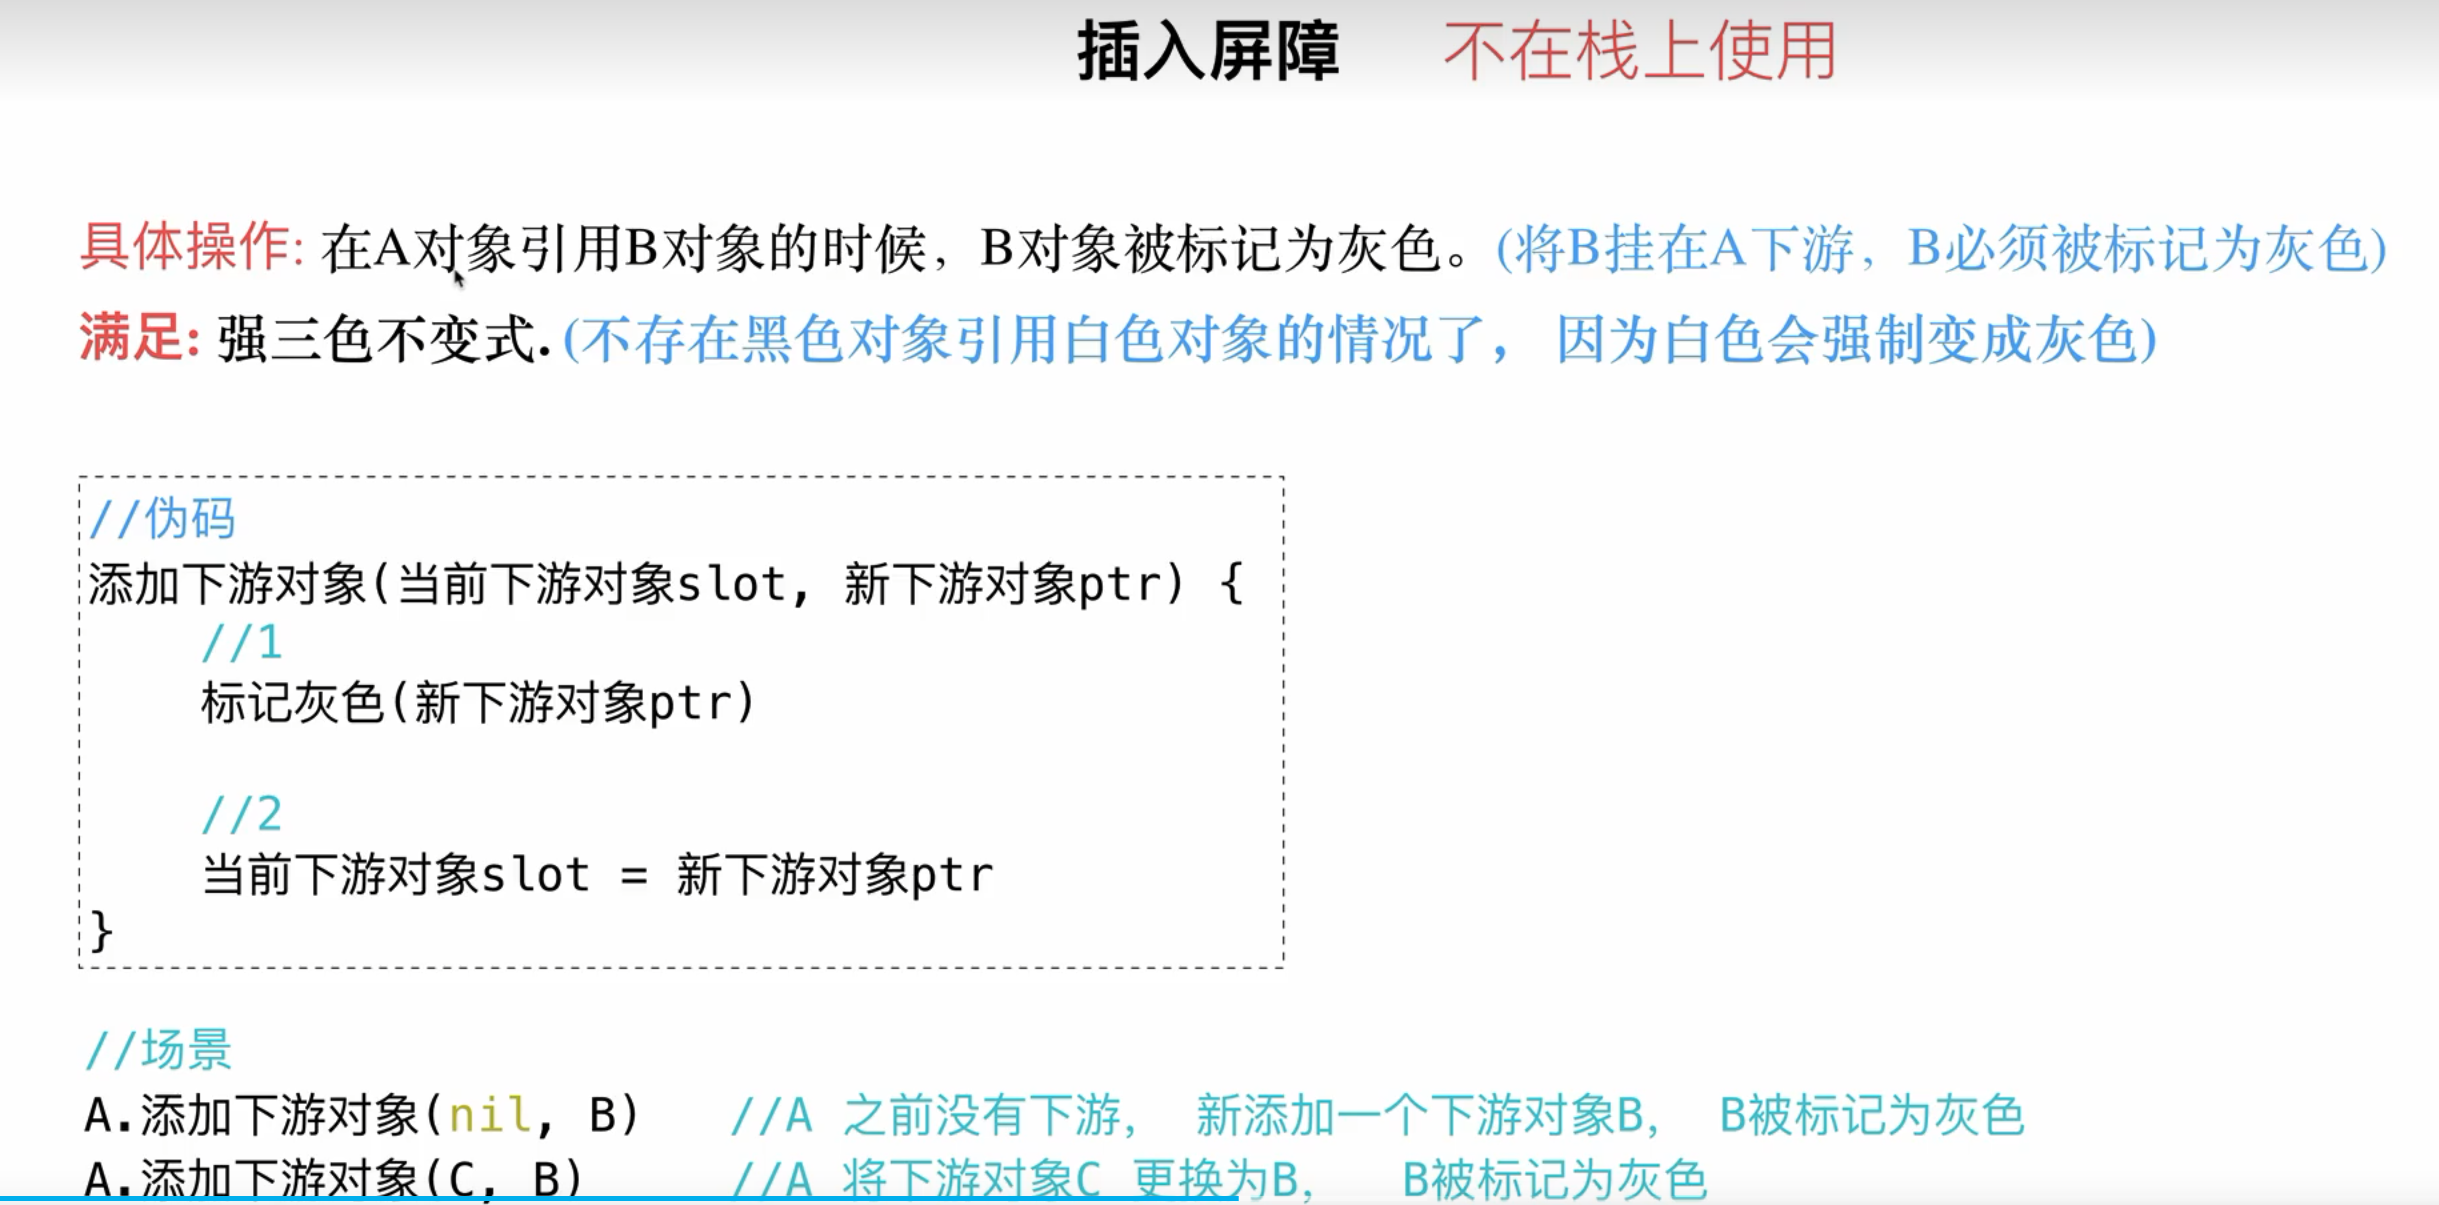 插入屏障 不在栈上使用
具体操作: 在A对象引用B对象的时候，B对象被标记为灰色。(将B挂在A下游，B必须被标记为灰色)
满足: 强三色不变式. (不存在黑色对象引用白色对象的情况了， 因为白色会强制变成灰色)
//伪码
添加下游对象(当前下游对象slot, 新下游对象ptr) {
//1
标记灰色(新下游对象ptr)
//2
当前下游对象slot = 新下游对象ptr
}
//场景
A.添加下游对象(nil, B) //A 之前没有下游， 新添加一个下游对象B， B被标记为灰色
A.添加下游对象(C, B) //A 将下游对象C 更换为B， B被标记为灰色